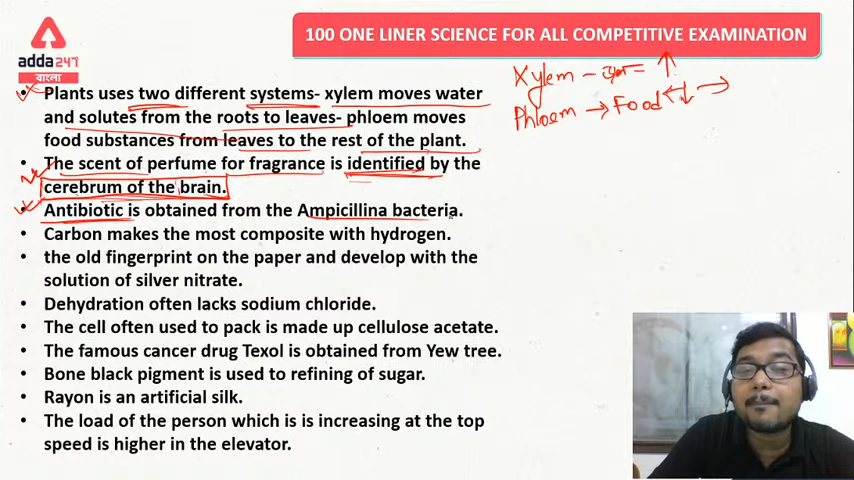 100 ONE LINER SCIENCE FOR ALL COMPETITIVE EXAMINATION
adda247
বাংলা
Xylem -
Phloem → Food
• Plants uses two different systems- xylem moves water
and solutes from the roots to leaves- phloem moves
food substances from leaves to the rest of the plant.
• The scent of perfume for fragrance is identified by the
cerebrum of the brain.
• Antibiotic is obtained from the Ampicillina bacteria.
• Carbon makes the most composite with hydrogen.
• the old fingerprint on the paper and develop with the
solution of silver nitrate.
• Dehydration often lacks sodium chloride.
• The cell often used to pack is made up cellulose acetate.
• The famous cancer drug Texol is obtained from Yew tree.
• Bone black pigment is used to refining of sugar.
• Rayon is an artificial silk.
• The load of the person which is is increasing at the top
speed is higher in the elevator.